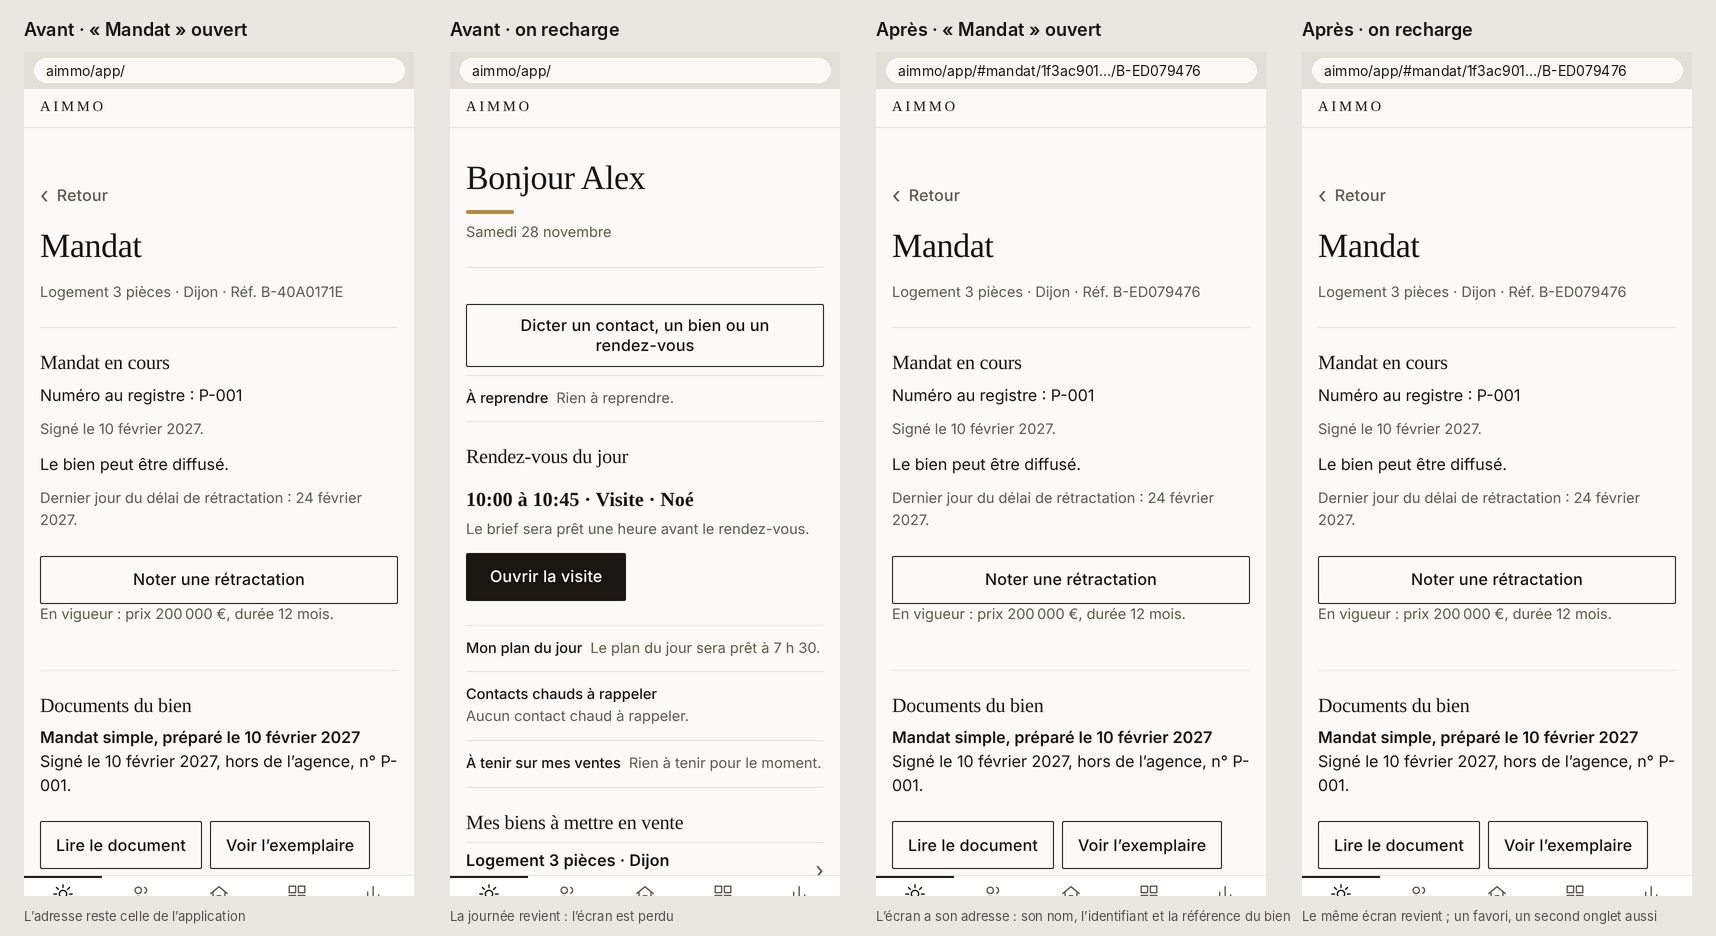 Avant · « Mandat » ouvert
aimmo/app/
AIMMO
‹ Retour
Mandat
Logement 3 pièces · Dijon · Réf. B-40A0171E
Mandat en cours
Numéro au registre : P-001
Signé le 10 février 2027.
Le bien peut être diffusé.
Dernier jour du délai de rétractation : 24 février
2027.
Noter une rétractation
En vigueur : prix 200 000 €, durée 12 mois.
Documents du bien
Mandat simple, préparé le 10 février 2027
Signé le 10 février 2027, hors de l’agence, n° P-
001.
Lire le document
Voir l’exemplaire
L’adresse reste celle de l’application
Avant · on recharge
aimmo/app/
AIMMO
Bonjour Alex
Samedi 28 novembre
Dicter un contact, un bien ou un
rendez-vous
À reprendre Rien à reprendre.
Rendez-vous du jour
10:00 à 10:45 · Visite · Noé
Le brief sera prêt une heure avant le rendez-vous.
Ouvrir la visite
Mon plan du jour Le plan du jour sera prêt à 7 h 30.
Contacts chauds à rappeler
Aucun contact chaud à rappeler.
À tenir sur mes ventes Rien à tenir pour le moment.
Mes biens à mettre en vente
Logement 3 pièces · Dijon
›
La journée revient : l’écran est perdu
Après · « Mandat » ouvert
aimmo/app/#mandat/1f3ac901…/B-ED079476
AIMMO
‹ Retour
Mandat
Logement 3 pièces · Dijon · Réf. B-ED079476
Mandat en cours
Numéro au registre : P-001
Signé le 10 février 2027.
Le bien peut être diffusé.
Dernier jour du délai de rétractation : 24 février
2027.
Noter une rétractation
En vigueur : prix 200 000 €, durée 12 mois.
Documents du bien
Mandat simple, préparé le 10 février 2027
Signé le 10 février 2027, hors de l’agence, n° P-
001.
Lire le document
Voir l’exemplaire
L’écran a son adresse : son nom, l’identifiant et la référence du bien
Après · on recharge
aimmo/app/#mandat/1f3ac901…/B-ED079476
AIMMO
‹ Retour
Mandat
Logement 3 pièces · Dijon · Réf. B-ED079476
Mandat en cours
Numéro au registre : P-001
Signé le 10 février 2027.
Le bien peut être diffusé.
Dernier jour du délai de rétractation : 24 février
2027.
Noter une rétractation
En vigueur : prix 200 000 €, durée 12 mois.
Documents du bien
Mandat simple, préparé le 10 février 2027
Signé le 10 février 2027, hors de l’agence, n° P-
001.
Lire le document
Voir l’exemplaire
Le même écran revient ; un favori, un second onglet aussi